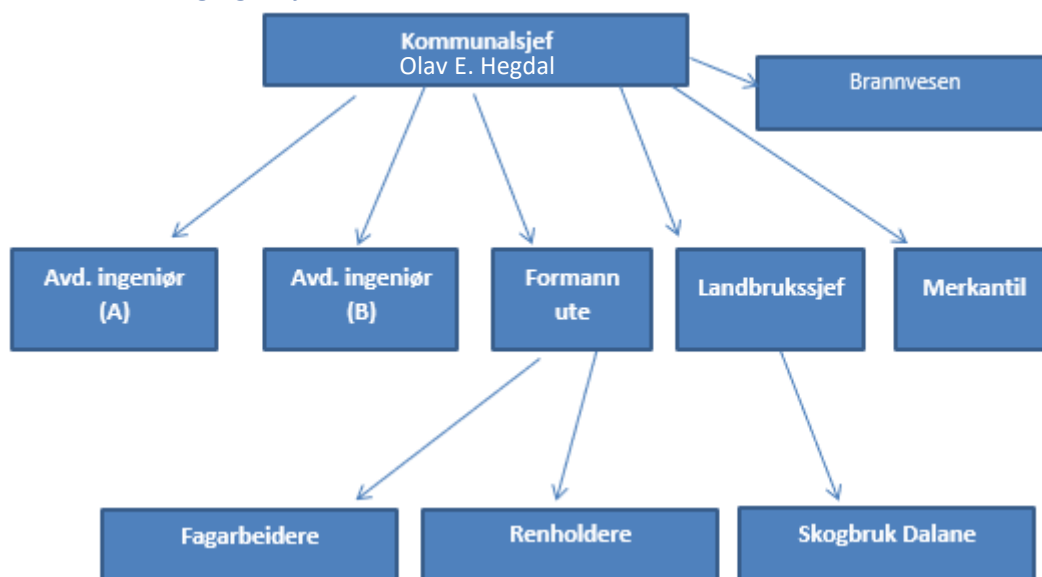 Kommunalsjef
Olav E. Hegdal
Brannvesen
Avd. ingeniør
(A)
Avd. ingeniør
(B)
Formann
ute
Landbrukssjef
Merkantil
Fagarbeidere
Renholdere
Skogbruk Dalane